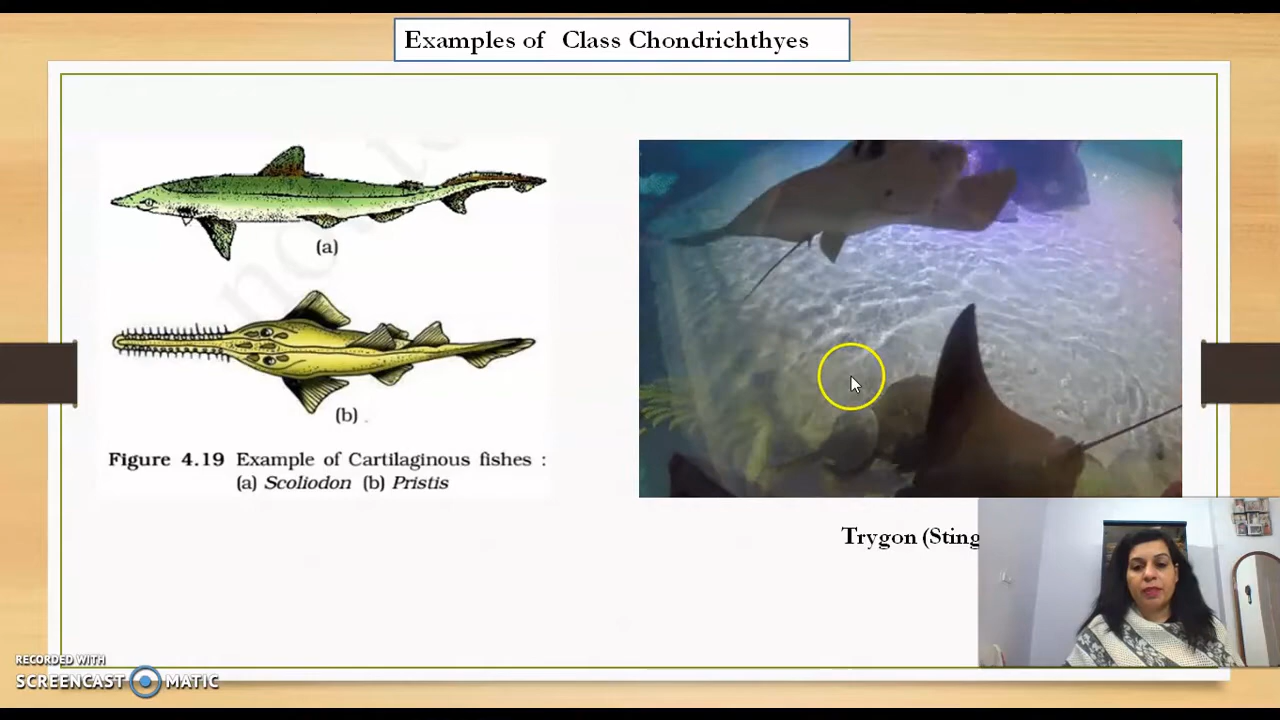 Examples of Class Chondrichthyes
(a)
(b)
Figure 4.19 Example of Cartilaginous fishes :
(a) Scoliodon (b) Pristis
Trygon (Sting
RECORDED WITH
SCREENCAST MATIC